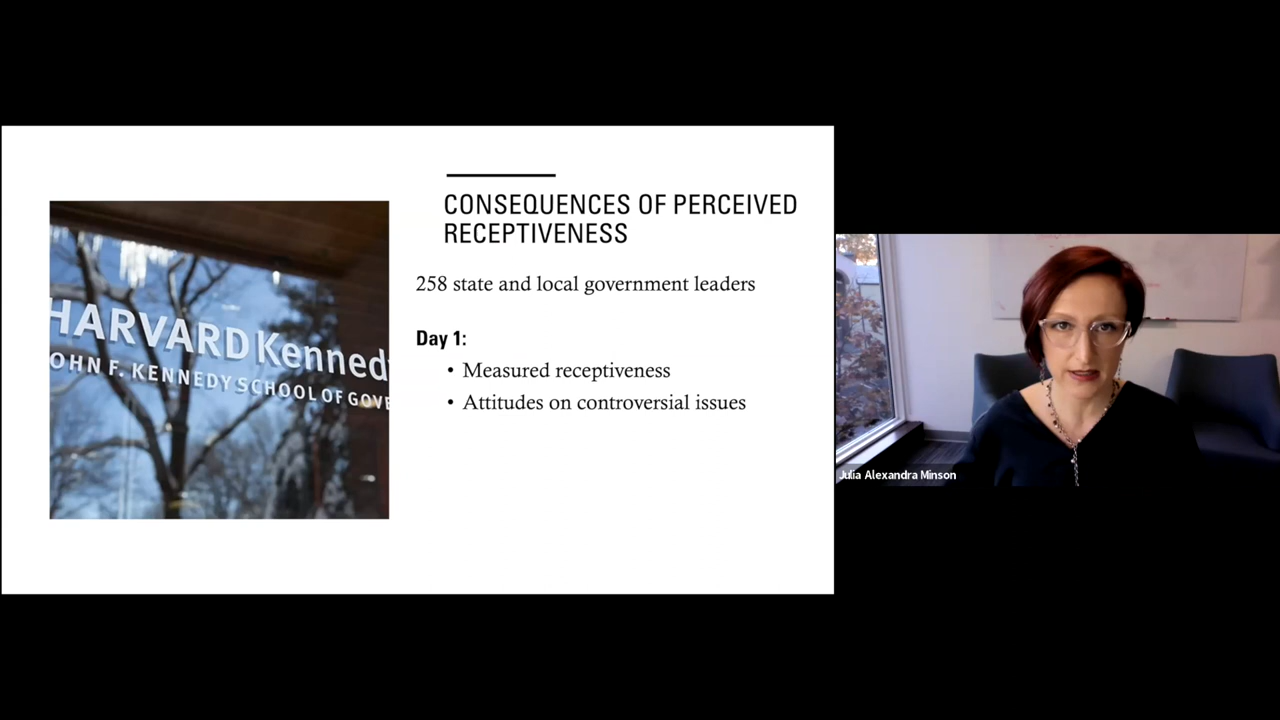 CONSEQUENCES OF PERCEIVED
RECEPTIVENESS
258 state and local government leaders
Day 1:
• Measured receptiveness
• Attitudes on controversial issues
HARVARD Kenned
OHN F. KENNEDY SCHOOL OF GOVE
Julia Alexandra Minson